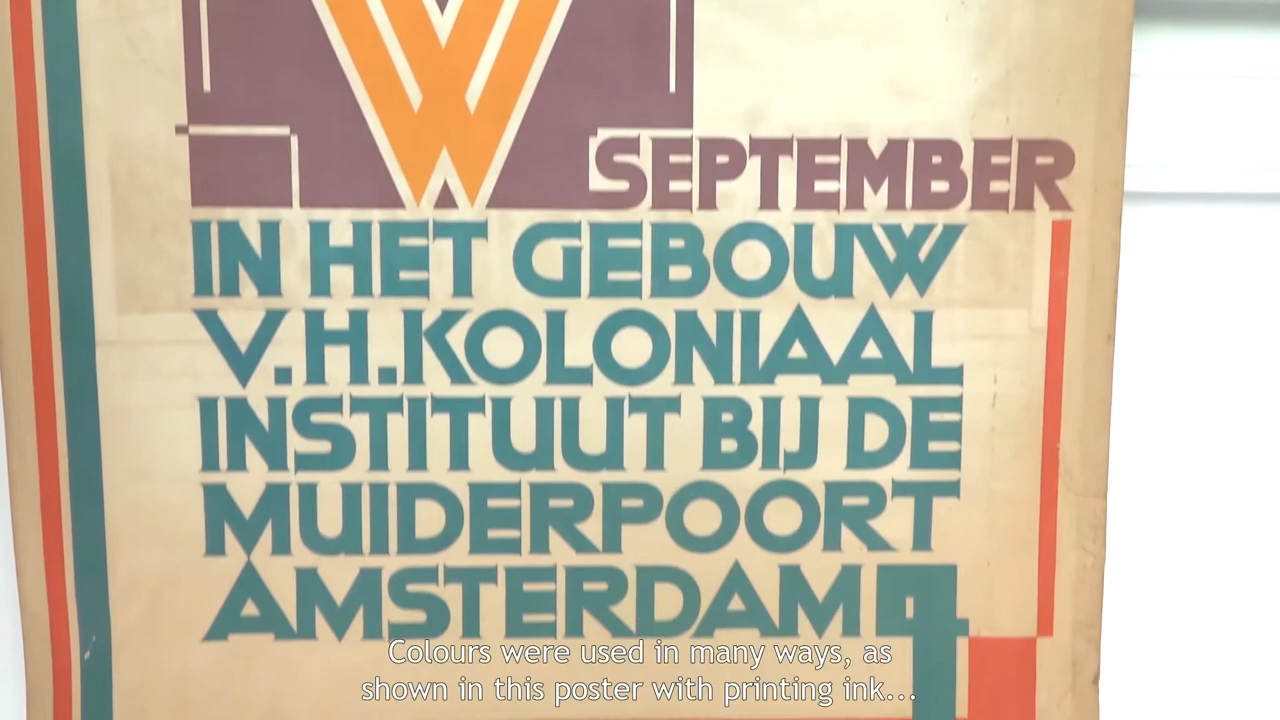 W
SEPTEMBER
IN HET GEBOUW
V.H.KOLONIAAL
INSTITUUT BIJ DE
MUIDERPOORT
AMSTERDAM
Colours were used in many ways, as
shown in this poster with printing ink...